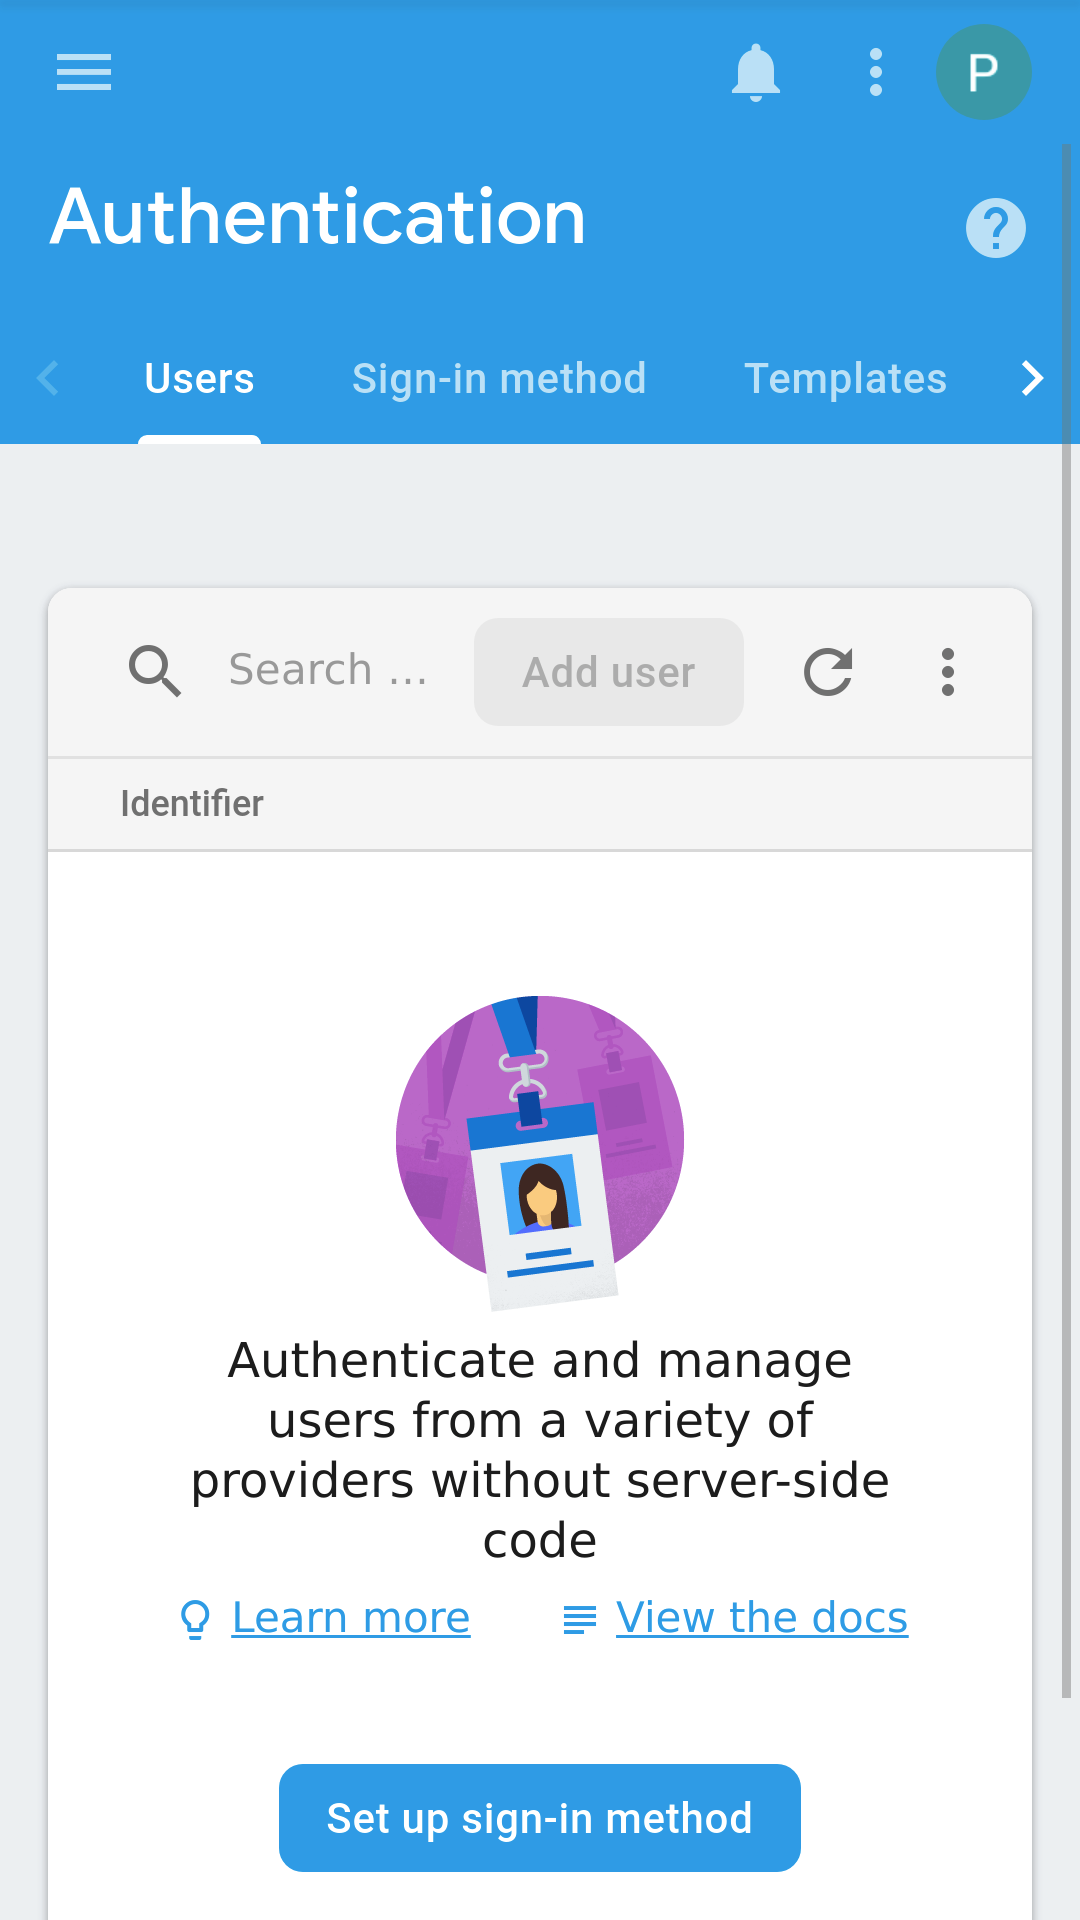 P
Authentication
Users Sign-in method Templates
Search ... Add user
Identifier
Authenticate and manage
users from a variety of
providers without server-side
code
Learn more View the docs
Set up sign-in method